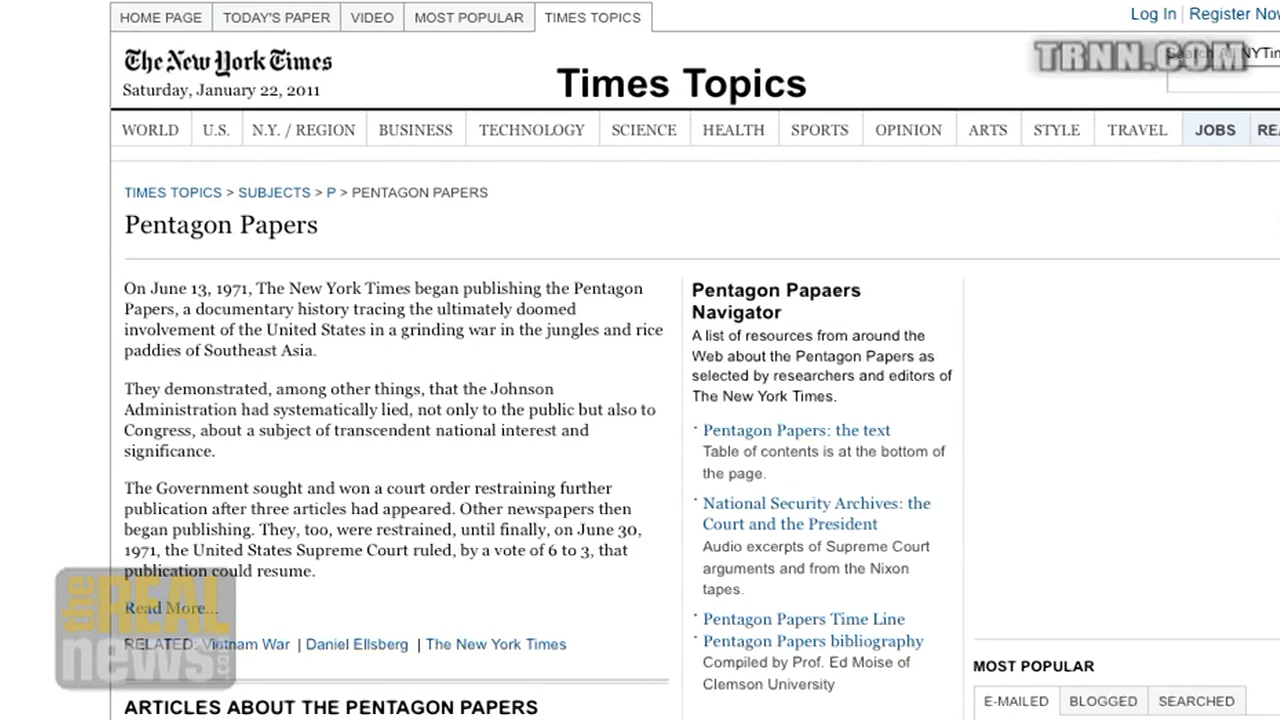 HOME PAGE TODAY'S PAPER VIDEO MOST POPULAR TIMES TOPICS
Log In Register Now
The New York Times
Saturday, January 22, 2011
Times Topics
TRNN.COM
WORLD U.S. N.Y. / REGION BUSINESS TECHNOLOGY SCIENCE HEALTH SPORTS OPINION ARTS STYLE TRAVEL JOBS
TIMES TOPICS > SUBJECTS > P > PENTAGON PAPERS
Pentagon Papers
On June 13, 1971, The New York Times began publishing the Pentagon
Papers, a documentary history tracing the ultimately doomed
involvement of the United States in a grinding war in the jungles and rice
paddies of Southeast Asia.
They demonstrated, among other things, that the Johnson
Administration had systematically lied, not only to the public but also to
Congress, about a subject of transcendent national interest and
significance.
The Government sought and won a court order restraining further
publication after three articles had appeared. Other newspapers then
began publishing. They, too, were restrained, until finally, on June 30,
1971, the United States Supreme Court ruled, by a vote of 6 to 3, that
publication could resume.
Read More...
RELATED: Vietnam War | Daniel Ellsberg | The New York Times
the REAL
news.com
ARTICLES ABOUT THE PENTAGON PAPERS
Pentagon Papaers
Navigator
A list of resources from around the
Web about the Pentagon Papers as
selected by researchers and editors of
The New York Times.
Pentagon Papers: the text
Table of contents is at the bottom of
the page.
National Security Archives: the
Court and the President
Audio excerpts of Supreme Court
arguments and from the Nixon
tapes.
Pentagon Papers Time Line
Pentagon Papers bibliography
Compiled by Prof. Ed Moise of
Clemson University
MOST POPULAR
E-MAILED BLOGGED SEARCHED